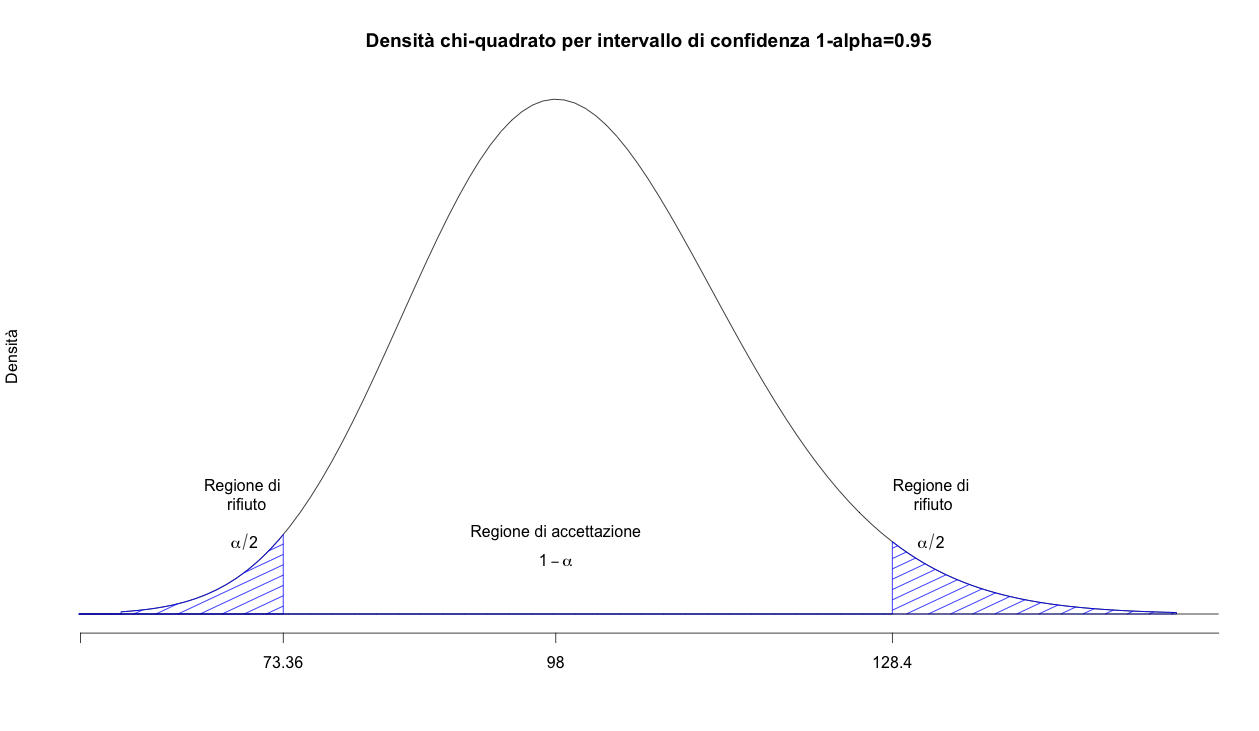 Densità chi-quadrato per intervallo di confidenza 1-alpha=0.95
Densità
Regione di
rifiuto
α/2
Regione di accettazione
1 − α
Regione di
rifiuto
α/2
73.36
98
128.4